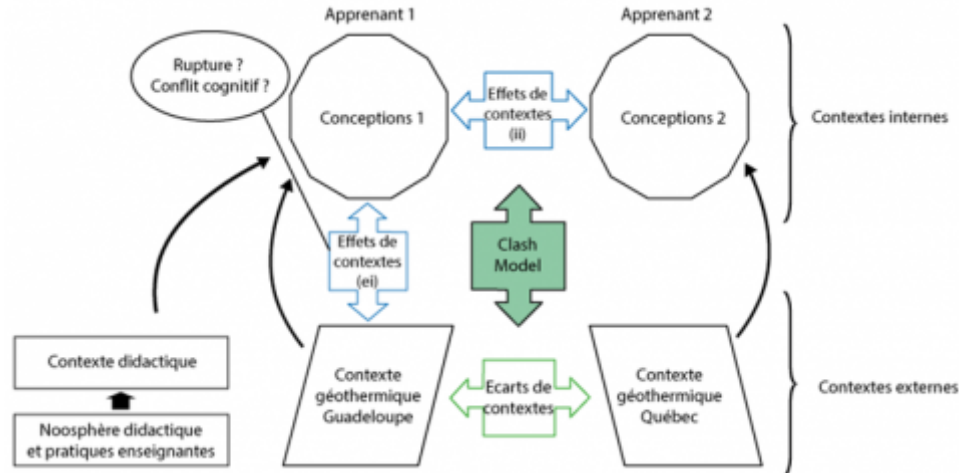 Apprenant 1
Apprenant 2
Rupture ?
Conflit cognitif ?
Conceptions 1
Effets de
contextes
(ii)
Conceptions 2
Contextes internes
Effets de
contextes
(ei)
Clash
Model
Contexte didactique
Noosphère didactique
et pratiques enseignantes
Contexte
géothermique
Guadeloupe
Ecarts de
contextes
Contexte
géothermique
Québec
Contextes externes